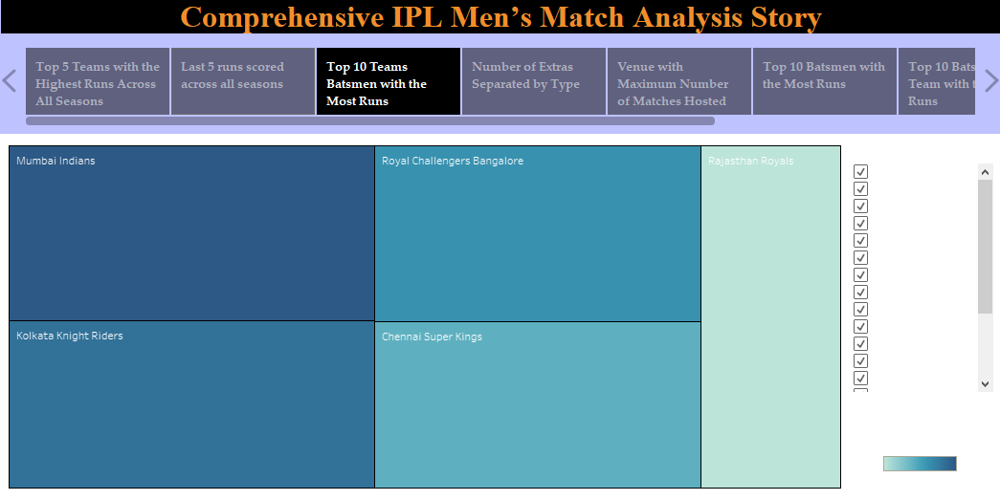 Comprehensive IPL Men’s Match Analysis Story
Top 5 Teams with the
Highest Runs Across
All Seasons
Last 5 runs scored
across all seasons
Top 10 Teams
Batsmen with the
Most Runs
Number of Extras
Separated by Type
Venue with
Maximum Number
of Matches Hosted
Top 10 Batsmen with
the Most Runs
Top 10 Bats
Team with
Runs
Mumbai Indians
Royal Challengers Bangalore
Rajasthan Royals
Kolkata Knight Riders
Chennai Super Kings